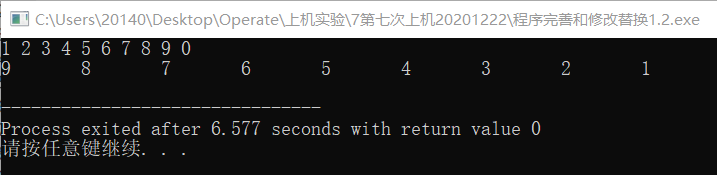 C:\Users\20140\Desktop\Operate\上机实验\7第七次上机20201222\程序完善和修改替换1.2.exe
1 2 3 4 5 6 7 8 9 0
9       8       7       6       5       4       3       2       1
--------------------------------
Process exited after 6.577 seconds with return value 0
请按任意键继续. . .